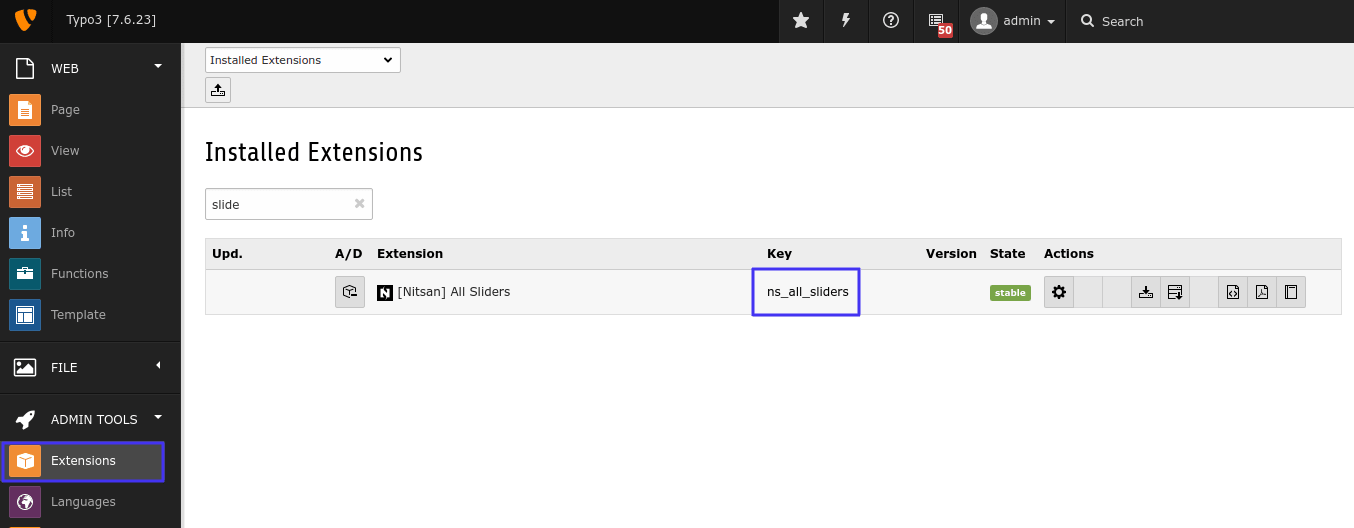 Typo3 [7.6.23]
50
admin
Search
WEB
Page
View
List
Info
Functions
Template
FILE
ADMIN TOOLS
Extensions
Languages
Installed Extensions
Installed Extensions
slide
Upd. A/D Extension Key Version State Actions
[Nitsan] All Sliders ns_all_sliders stable